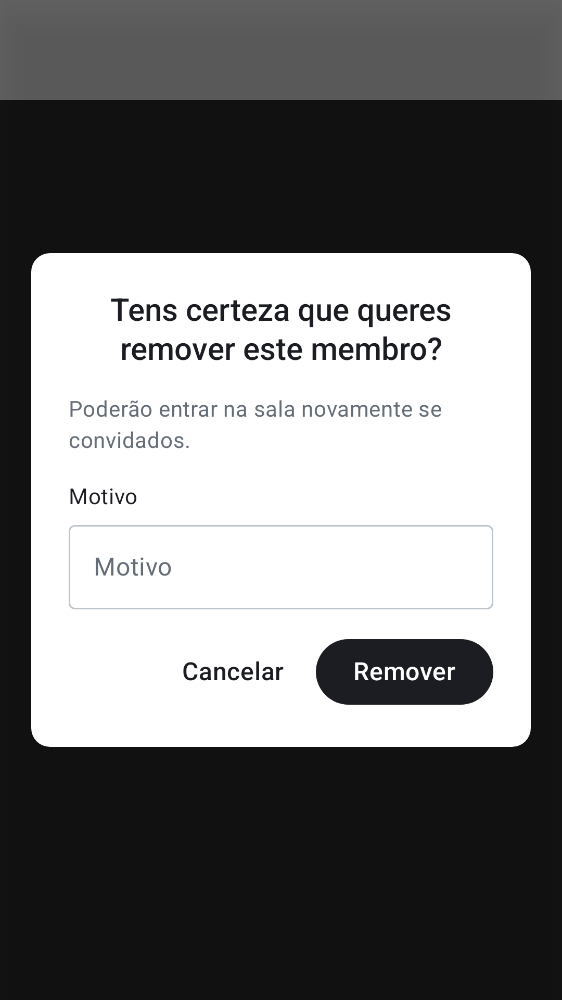 Tens certeza que queres
remover este membro?
Poderão entrar na sala novamente se
convidados.
Motivo
Motivo
Cancelar
Remover